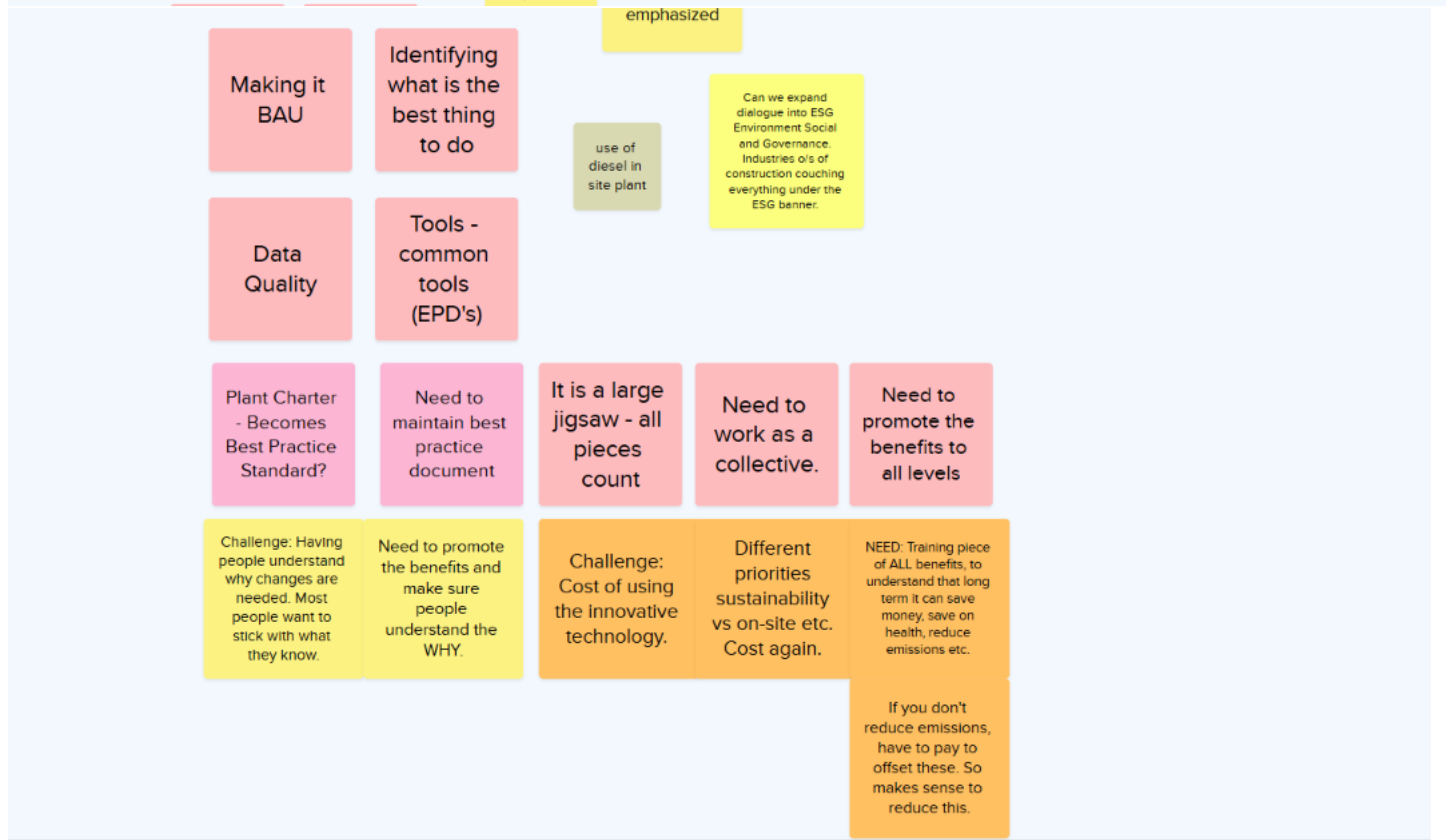 emphasized
Making it
BAU
Identifying
what is the
best thing
to do
use of
diesel in
site plant
Can we expand
dialogue into ESG
Environment Social
and Governance.
Industries o/s of
construction couching
everything under the
ESG banner.
Data
Quality
Tools -
common
tools
(EPD's)
Plant Charter
- Becomes
Best Practice
Standard?
Need to
maintain best
practice
document
It is a large
jigsaw - all
pieces
count
Need to
work as a
collective.
Need to
promote the
benefits to
all levels
Challenge: Having
people understand
why changes are
needed. Most
people want to
stick with what
they know.
Need to promote
the benefits and
make sure
people
understand the
WHY.
Challenge:
Cost of using
the innovative
technology.
Different
priorities
sustainability
vs on-site etc.
Cost again.
NEED: Training piece
of ALL benefits, to
understand that long
term it can save
money, save on
health, reduce
emissions etc.
If you don't
reduce emissions,
have to pay to
offset these. So
makes sense to
reduce this.